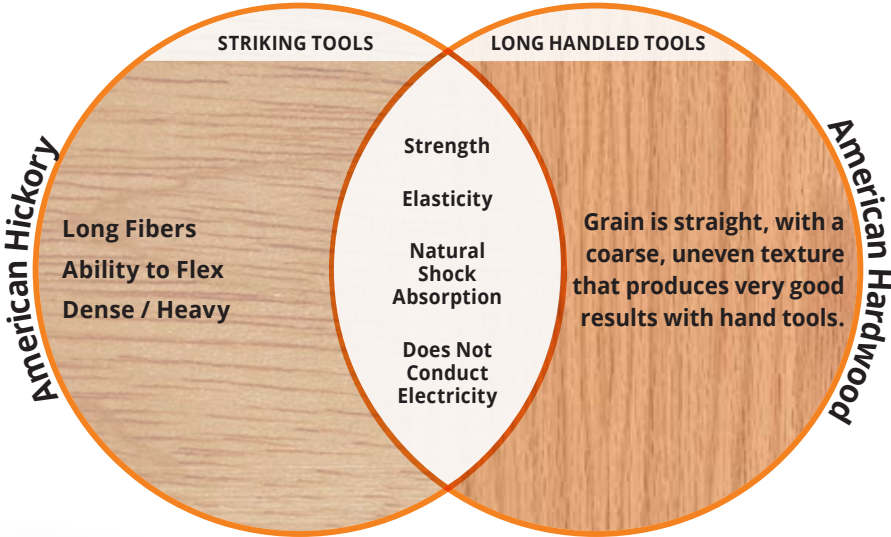 STRIKING TOOLS
LONG HANDLED TOOLS
American Hickory
Long Fibers
Ability to Flex
Dense / Heavy
Strength
Elasticity
Natural
Shock
Absorption
Does Not
Conduct
Electricity
Grain is straight, with a
coarse, uneven texture
that produces very good
results with hand tools.
American Hardwood